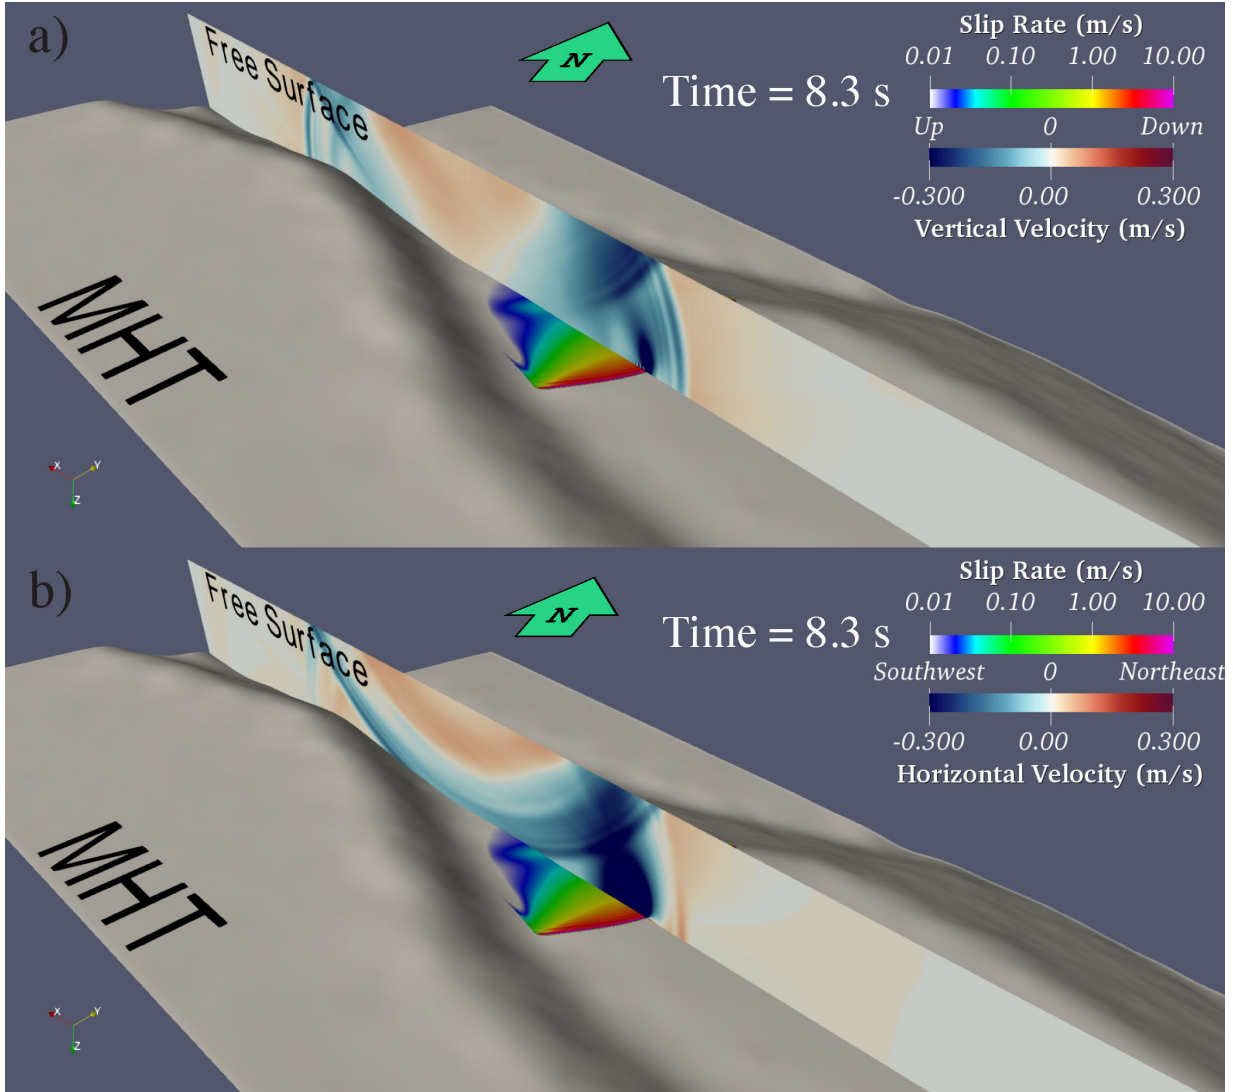 a)
Free Surface
N
Time = 8.3 s
Slip Rate (m/s)
0.01 0.10 1.00 10.00
Up 0 Down
-0.300 0.00 0.300
Vertical Velocity (m/s)
MHT
X Y
Z
b)
Free Surface
N
Time = 8.3 s
Slip Rate (m/s)
0.01 0.10 1.00 10.00
Southwest 0 Northeast
-0.300 0.00 0.300
Horizontal Velocity (m/s)
MHT
X Y
Z